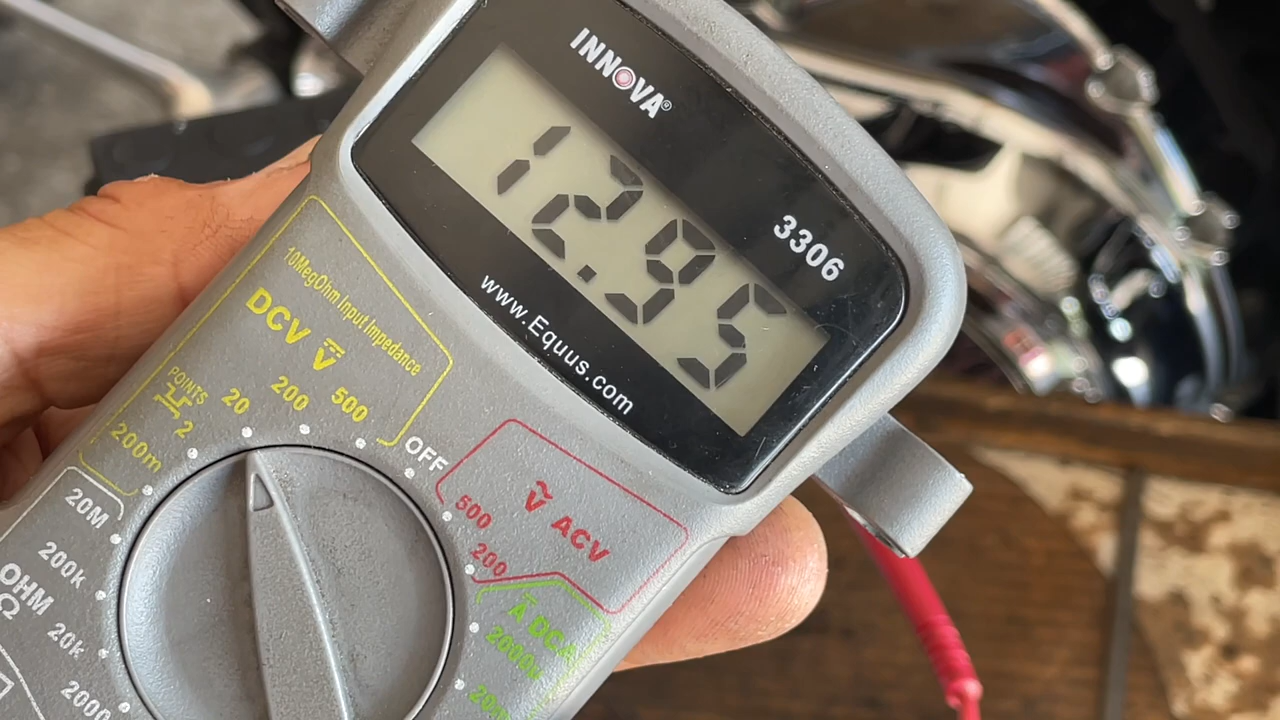 INNOVA®
12.95
3306
www.Equus.com
10MegOhm Input Impedance
DCV V
POINTS
200m
2
20
200
500
OFF
V ACV
500
200
A DCA
20M
200k
OHM
Ω
20k
2000